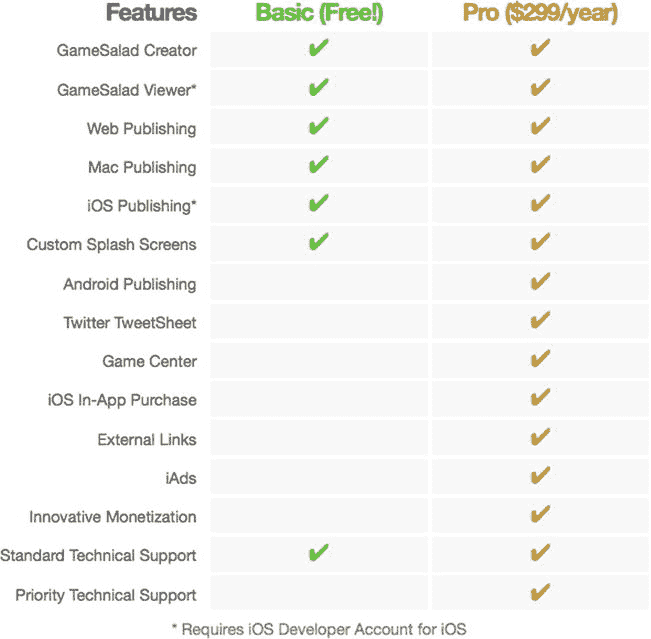 Features Basic (Free!) Pro ($299/year)
GameSalad Creator ✔ ✔
GameSalad Viewer* ✔ ✔
Web Publishing ✔ ✔
Mac Publishing ✔ ✔
iOS Publishing* ✔ ✔
Custom Splash Screens ✔ ✔
Android Publishing ✔
Twitter TweetSheet ✔
Game Center ✔
iOS In-App Purchase ✔
External Links ✔
iAds ✔
Innovative Monetization ✔
Standard Technical Support ✔ ✔
Priority Technical Support ✔
* Requires iOS Developer Account for iOS